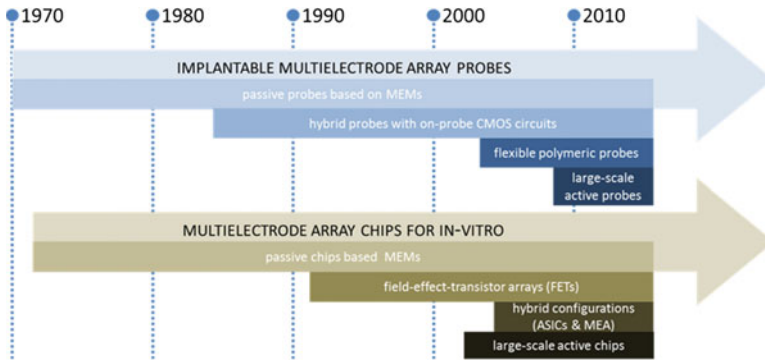 1970 1980 1990 2000 2010
IMPLANTABLE MULTIELECTRODE ARRAY PROBES
passive probes based on MEMs
hybrid probes with on-probe CMOS circuits
flexible polymeric probes
large-scale
active probes
MULTIELECTRODE ARRAY CHIPS FOR IN-VITRO
passive chips based MEMs
field-effect-transistor arrays (FETs)
hybrid configurations
(ASICs & MEA)
large-scale active chips